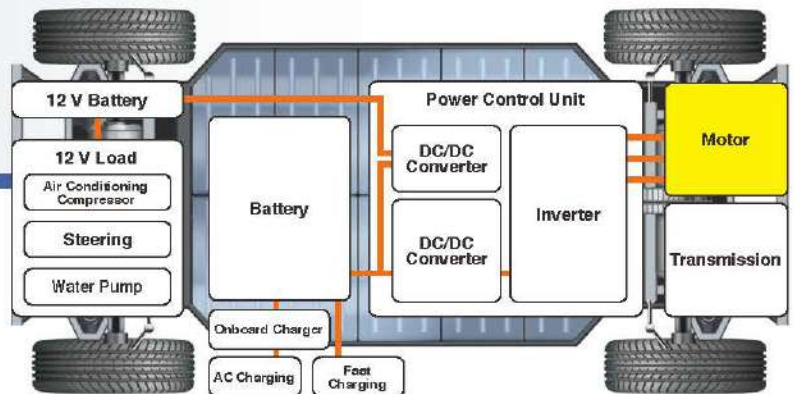 12 V Battery
12 V Load
Air Conditioning
Compressor
Steering
Water Pump
Battery
Onboard Charger
AC Charging
Fast
Charging
Power Control Unit
DC/DC
Converter
DC/DC
Converter
Inverter
Motor
Transmission